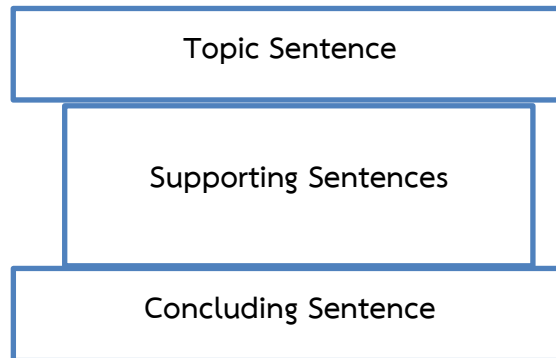 Topic Sentence
Supporting Sentences
Concluding Sentence